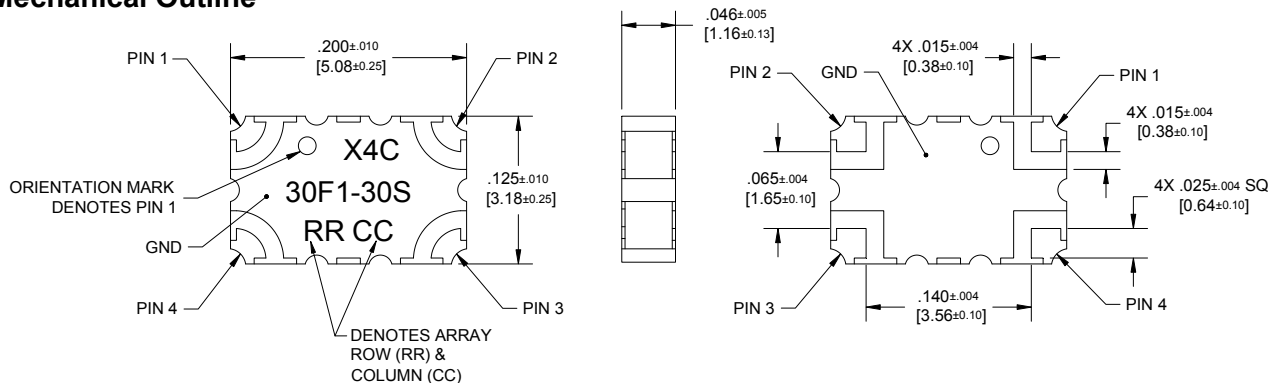 Mechanical Outline
PIN 1
.200±.010
[5.08±0.25]
PIN 2
ORIENTATION MARK
DENOTES PIN 1
X4C
30F1-30S
RR CC
.125±.010
[3.18±0.25]
GND
PIN 4
PIN 3
DENOTES ARRAY
ROW (RR) &
COLUMN (CC)
.046±.005
[1.16±0.13]
4X .015±.004
[0.38±0.10]
PIN 2
GND
PIN 1
4X .015±.004
[0.38±0.10]
.065±.004
[1.65±0.10]
4X .025±.004 SQ
[0.64±0.10]
PIN 3
.140±.004
[3.56±0.10]
PIN 4